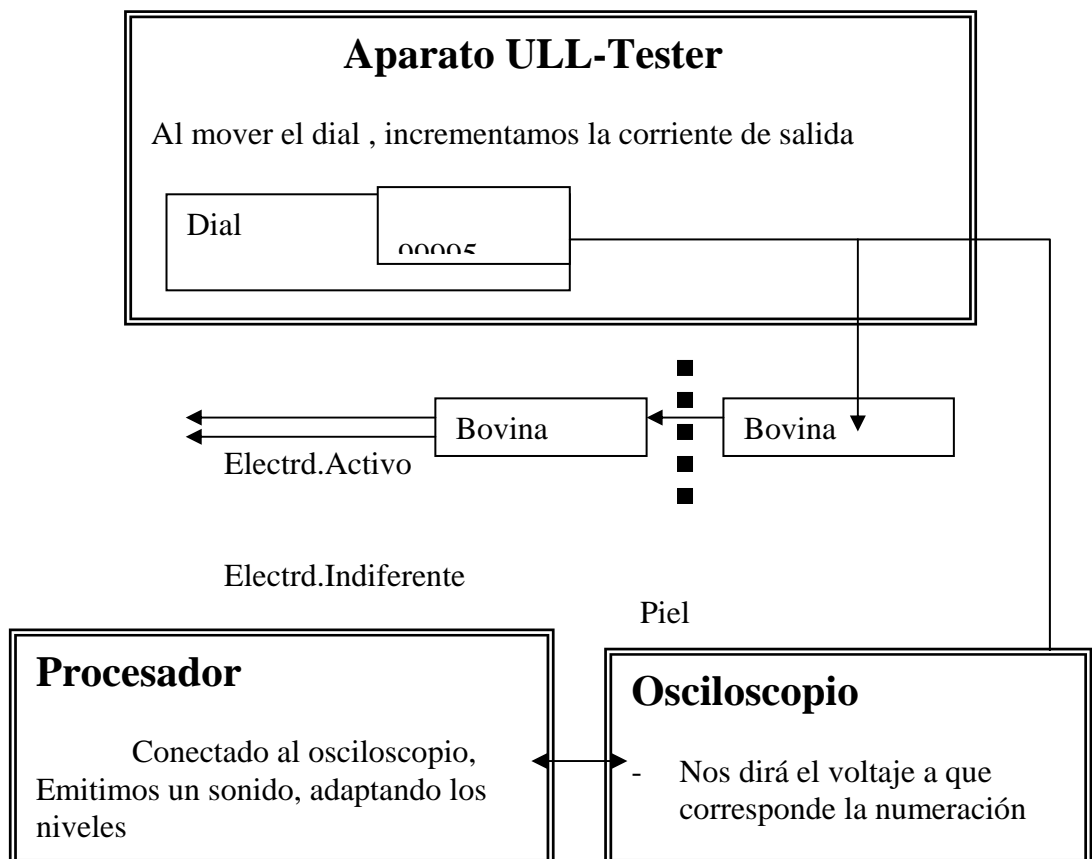 Aparato ULL-Tester
Al mover el dial , incrementamos la corriente de salida
Dial
Bovina
Bovina
Electrd.Activo
Electrd.Indiferente
Piel
Procesador
Conectado al osciloscopio,
Emitimos un sonido, adaptando los
niveles
Osciloscopio
- Nos dirá el voltaje a que
corresponde la numeración